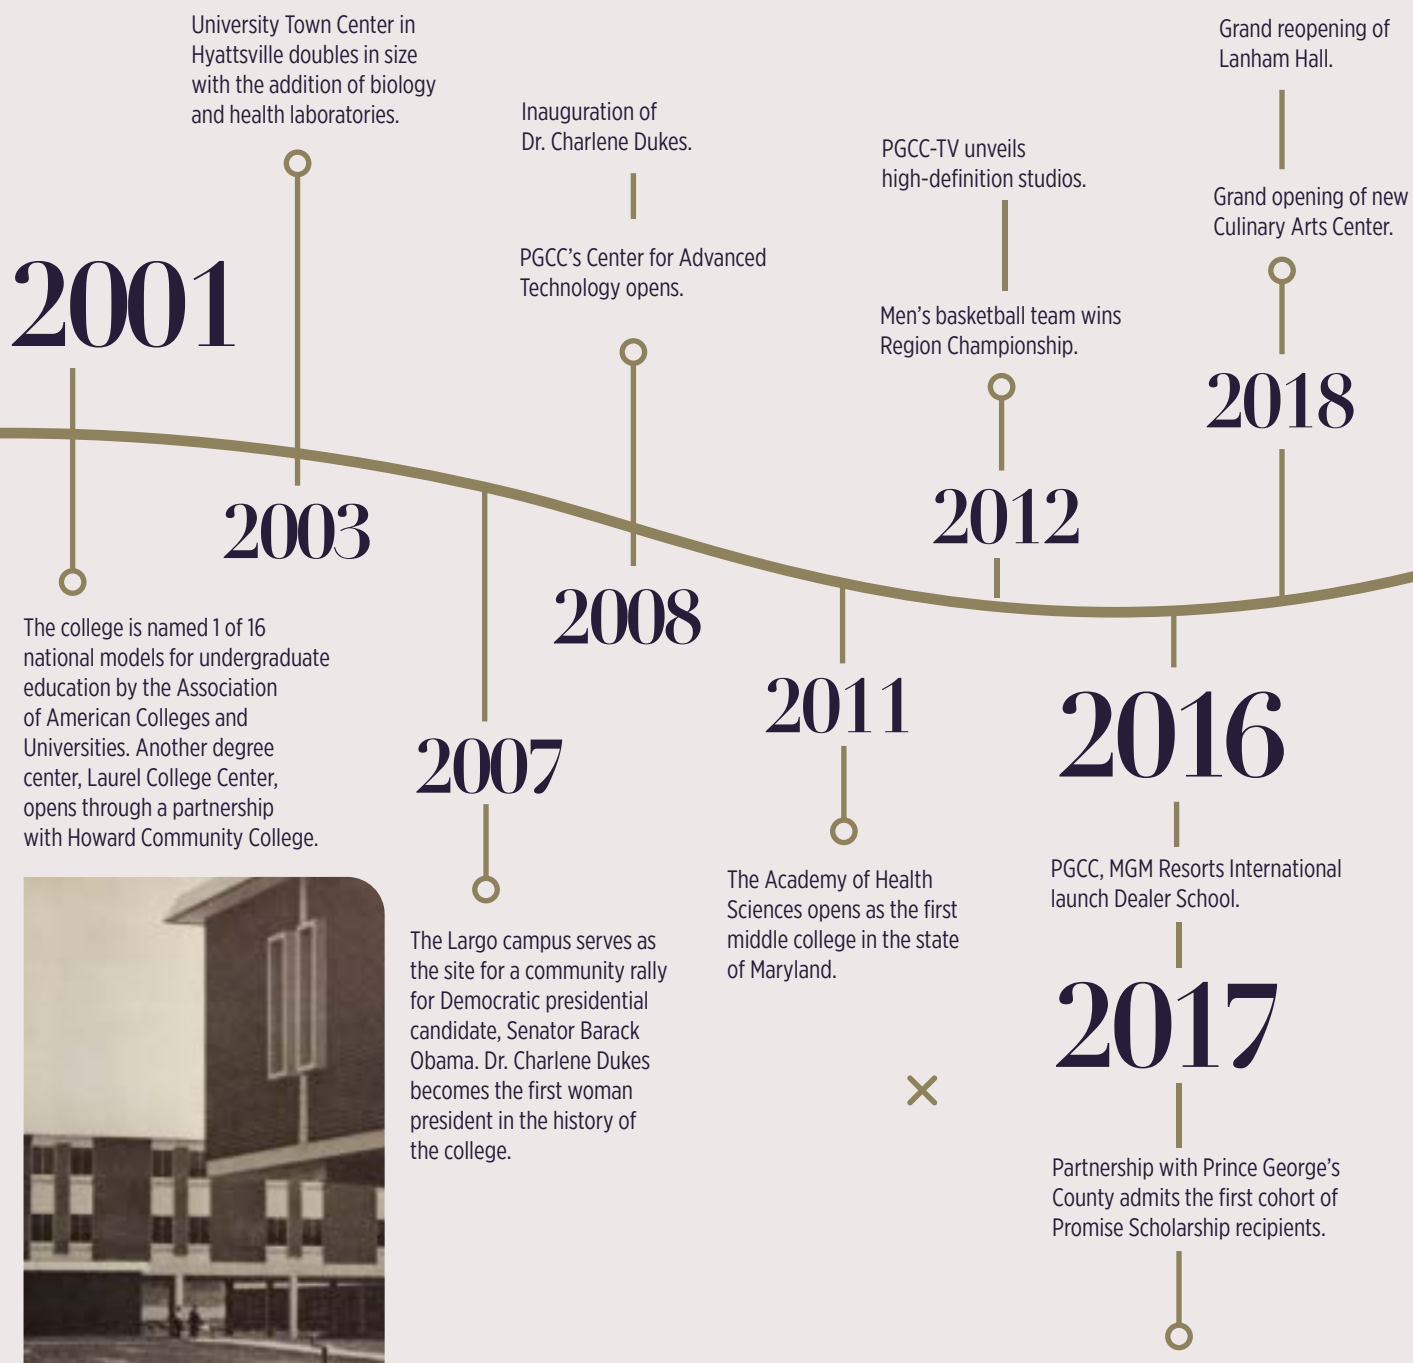 2001
The college is named 1 of 16
national models for undergraduate
education by the Association
of American Colleges and
Universities. Another degree
center, Laurel College Center,
opens through a partnership
with Howard Community College.
University Town Center in
Hyattsville doubles in size
with the addition of biology
and health laboratories.
2003
2007
The Largo campus serves as
the site for a community rally
for Democratic presidential
candidate, Senator Barack
Obama. Dr. Charlene Dukes
becomes the first woman
president in the history of
the college.
Inauguration of
Dr. Charlene Dukes.
PGCC’s Center for Advanced
Technology opens.
2008
2011
The Academy of Health
Sciences opens as the first
middle college in the state
of Maryland.
PGCC-TV unveils
high-definition studios.
Men’s basketball team wins
Region Championship.
2012
2016
PGCC, MGM Resorts International
launch Dealer School.
2017
Partnership with Prince George’s
County admits the first cohort of
Promise Scholarship recipients.
Grand reopening of
Lanham Hall.
Grand opening of new
Culinary Arts Center.
2018